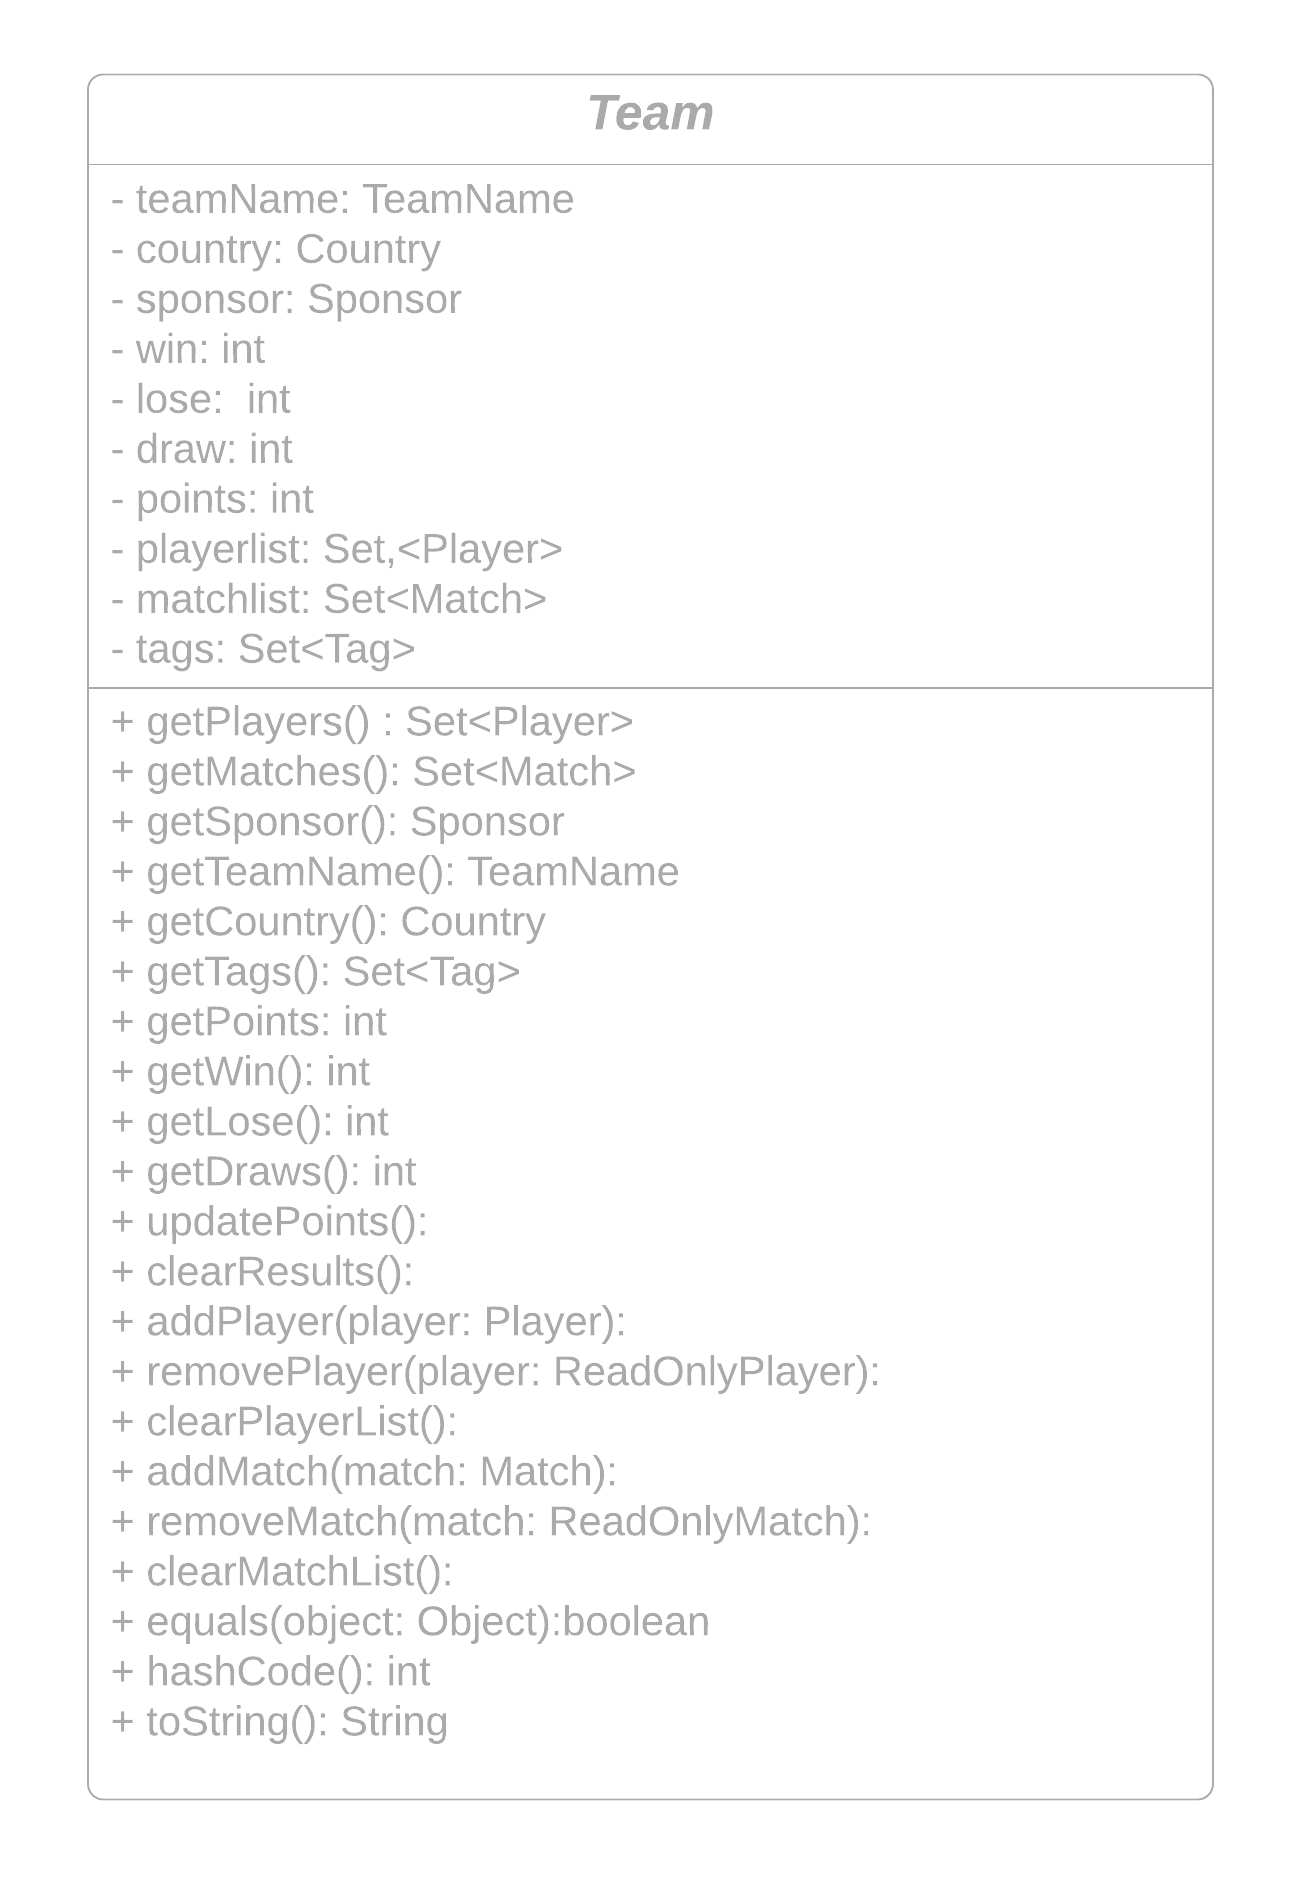 Team
- teamName: TeamName
- country: Country
- sponsor: Sponsor
- win: int
- lose:  int
- draw: int
- points: int
- playerlist: Set,<Player>
- matchlist: Set<Match>
- tags: Set<Tag>
+ getPlayers() : Set<Player>
+ getMatches(): Set<Match>
+ getSponsor(): Sponsor
+ getTeamName(): TeamName
+ getCountry(): Country
+ getTags(): Set<Tag>
+ getPoints: int
+ getWin(): int
+ getLose(): int
+ getDraws(): int
+ updatePoints():
+ clearResults():
+ addPlayer(player: Player):
+ removePlayer(player: ReadOnlyPlayer):
+ clearPlayerList():
+ addMatch(match: Match):
+ removeMatch(match: ReadOnlyMatch):
+ clearMatchList():
+ equals(object: Object):boolean
+ hashCode(): int
+ toString(): String